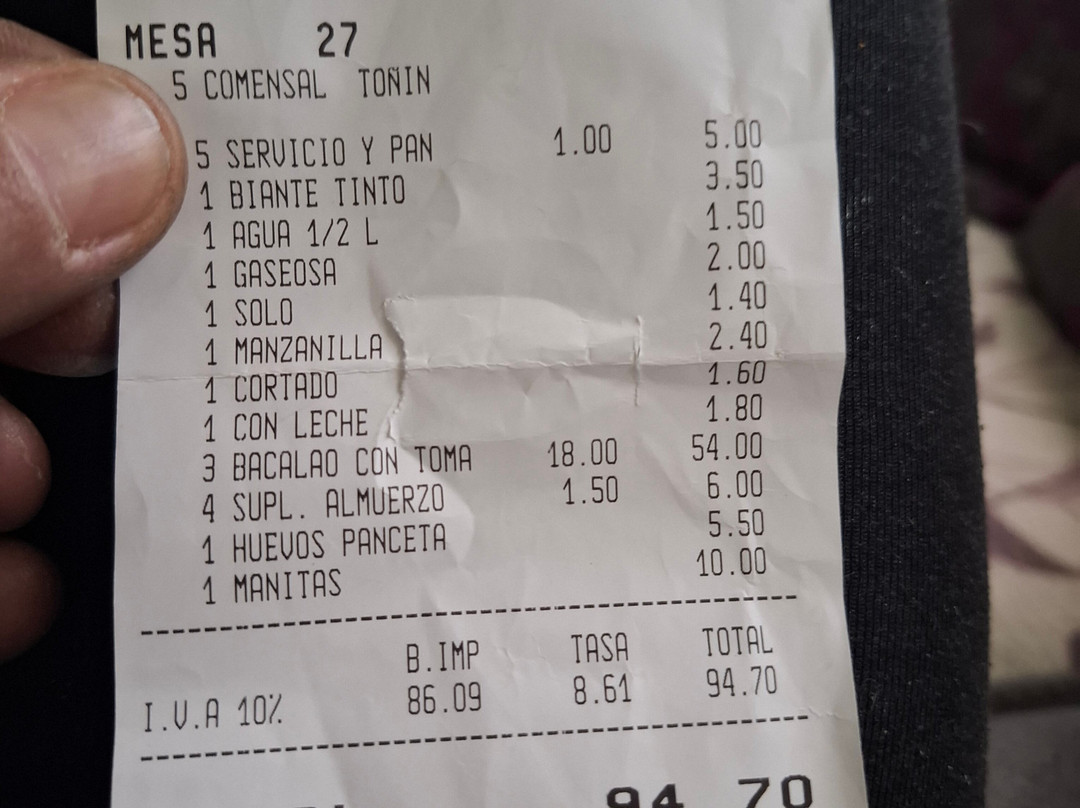 MESA 27
5 COMENSAL TOÑIN
5 SERVICIO Y PAN 1.00 5.00
1 BIANTE TINTO 3.50
1 AGUA 1/2 L 1.50
1 GASEOSA 2.00
1 SOLO 1.40
1 MANZANILLA 2.40
1 CORTADO 1.60
1 CON LECHE 1.80
3 BACALAO CON TOMA 18.00 54.00
4 SUPL. ALMUERZO 1.50 6.00
1 HUEVOS PANCETA 5.50
1 MANITAS 10.00
B.IMP TASA TOTAL
I.V.A 10% 86.09 8.61 94.70
94 70